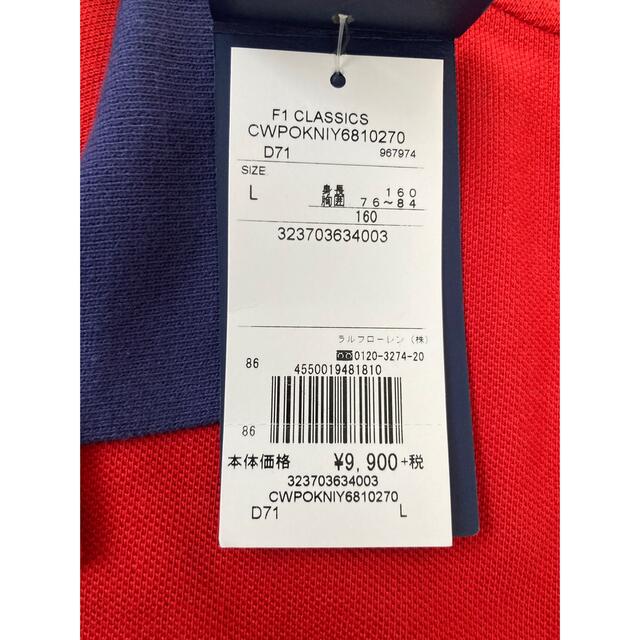 F1 CLASSICS
CWPOKNIY6810270
D71 967974
SIZE
L 身長 160
胸囲 76~84
160
323703634003
ラルフローレン(株)
0120-3274-20
86 4550019481810
86
本体価格 ¥9,900+税
323703634003
CWPOKNIY6810270
D71 L